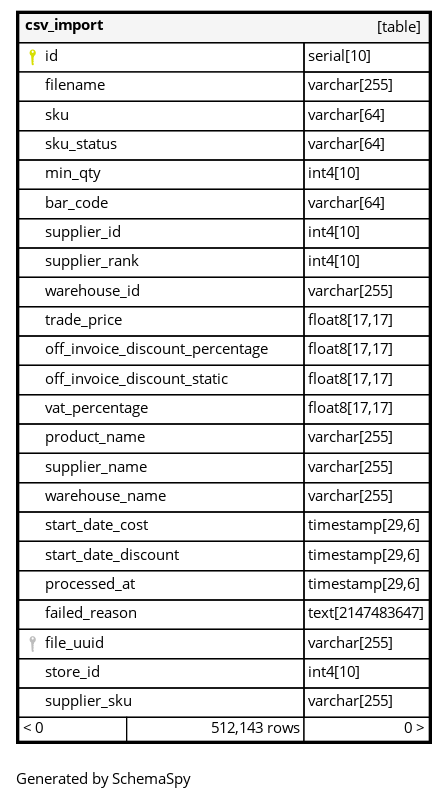 csv_import [table]
id serial[10]
filename varchar[255]
sku varchar[64]
sku_status varchar[64]
min_qty int4[10]
bar_code varchar[64]
supplier_id int4[10]
supplier_rank int4[10]
warehouse_id varchar[255]
trade_price float8[17,17]
off_invoice_discount_percentage float8[17,17]
off_invoice_discount_static float8[17,17]
vat_percentage float8[17,17]
product_name varchar[255]
supplier_name varchar[255]
warehouse_name varchar[255]
start_date_cost timestamp[29,6]
start_date_discount timestamp[29,6]
processed_at timestamp[29,6]
failed_reason text[2147483647]
file_uuid varchar[255]
store_id int4[10]
supplier_sku varchar[255]
< 0 512,143 rows 0 >
Generated by SchemaSpy